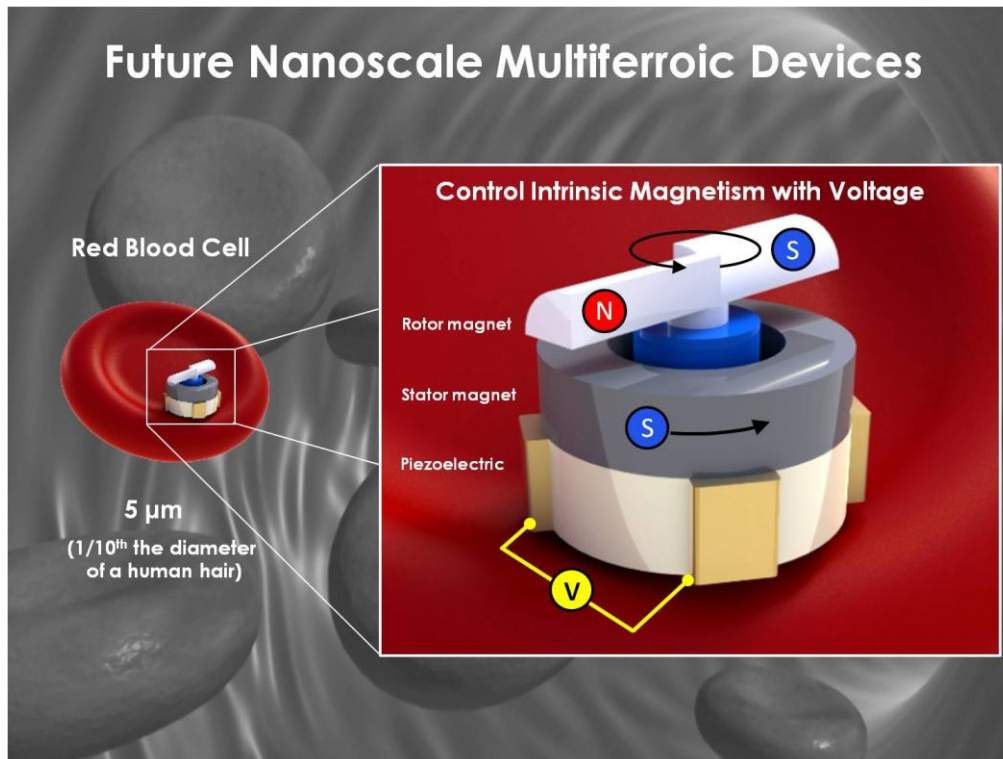 Future Nanoscale Multiferroic Devices
Control Intrinsic Magnetism with Voltage
Red Blood Cell
S
N
Rotor magnet
Stator magnet
S
Piezoelectric
5 µm
(1/10th the diameter
of a human hair)
V